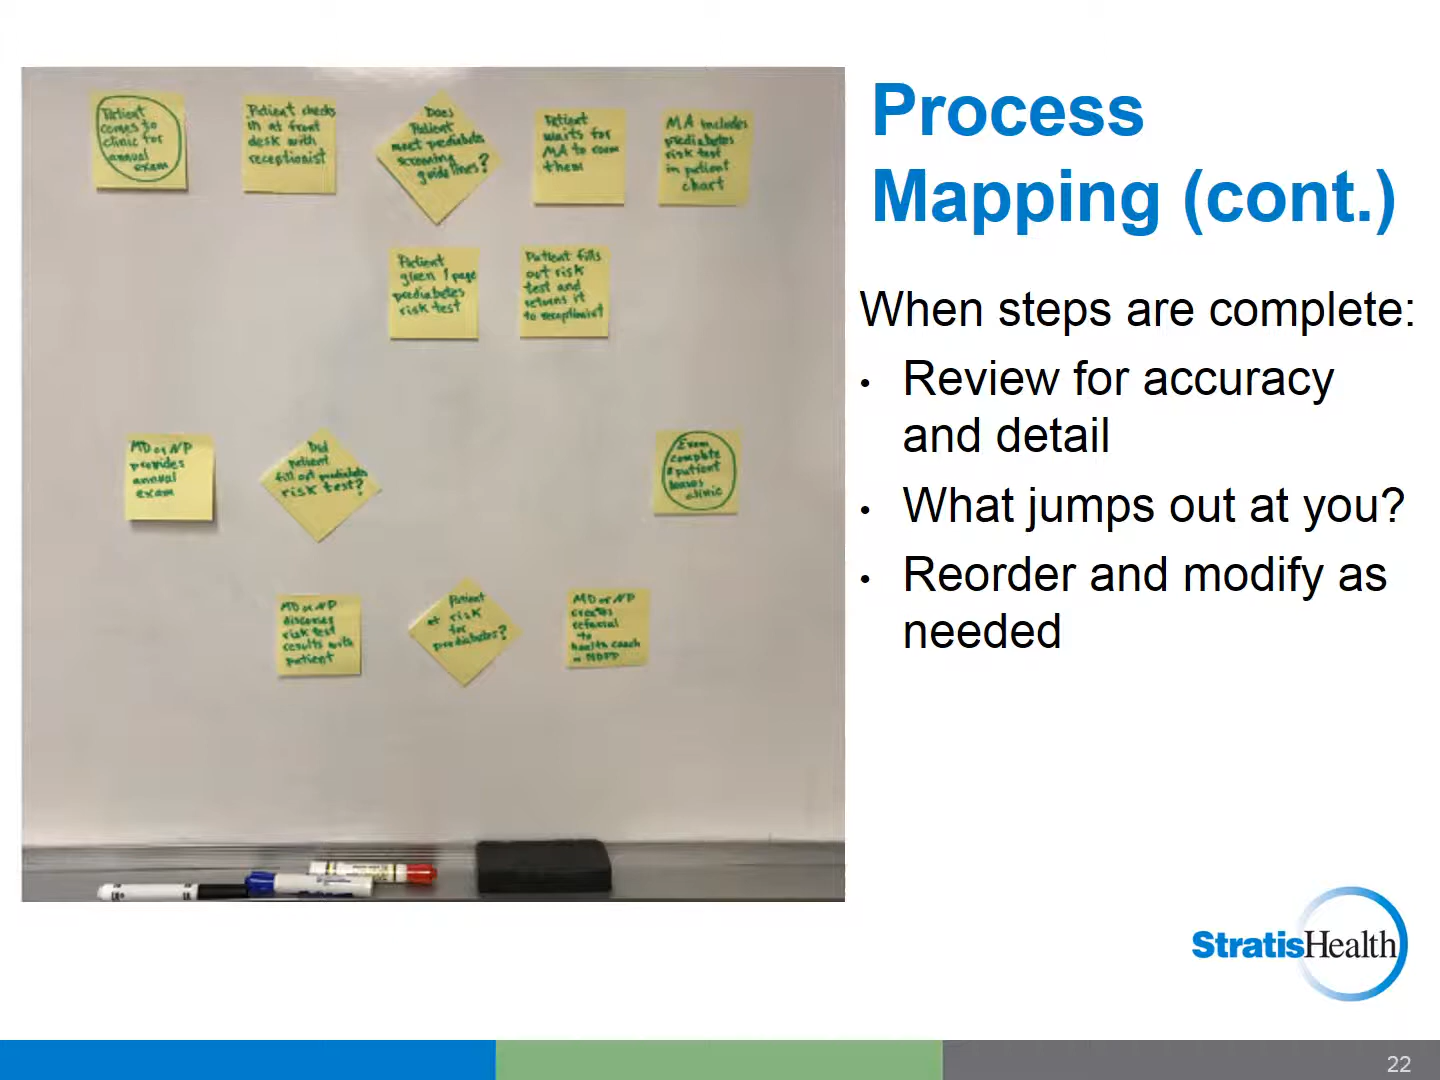 Process
Mapping (cont.)
When steps are complete:
• Review for accuracy
and detail
• What jumps out at you?
• Reorder and modify as
needed
Patient
comes to
clinic for
annual
exam
Patient checks
in at front
desk with
receptionist
Does
Patient
meet prediabetes
screening
guidelines?
Patient
waits for
MA to room
them
MA includes
prediabetes
risk test
in patient
chart
Patient
given 1 page
prediabetes
risk test
Patient fills
out risk
test and
returns it
to receptionist
MD or NP
provides
annual
exam
Did
patient
fill out prediabetes
risk test?
Exam
complete
patient
leaves
clinic
MD or NP
discusses
risk test
results with
patient
Patient
at risk
for
prediabetes?
MD or NP
creates
referral
to
health coach
NDPP
StratisHealth
22